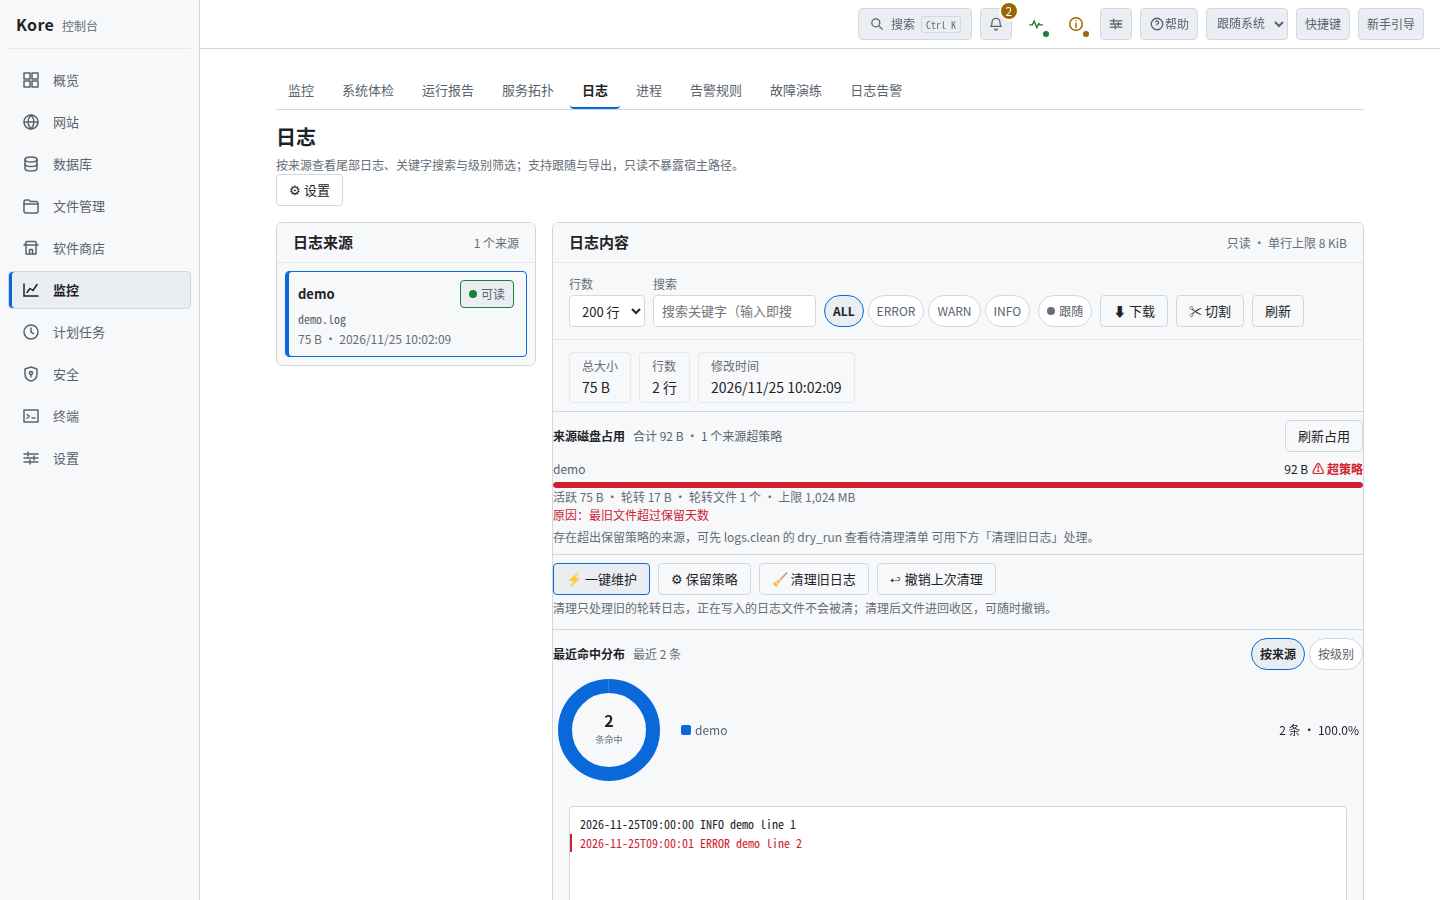 Kore 控制台
搜索 Ctrl K
2
帮助
跟随系统
快捷键
新手引导
概览
网站
数据库
文件管理
软件商店
监控
计划任务
安全
终端
设置
监控 系统体检 运行报告 服务拓扑 日志 进程 告警规则 故障演练 日志告警
日志
按来源查看尾部日志、关键字搜索与级别筛选；支持跟随与导出，只读不暴露宿主路径。
⚙ 设置
日志来源 1 个来源
demo 可读
demo.log
75 B · 2026/11/25 10:02:09
日志内容 只读 · 单行上限 8 KiB
行数 搜索
200 行 搜索关键字（输入即搜 ALL ERROR WARN INFO 跟随 ⬇ 下载 ✂ 切割 刷新
总大小 行数 修改时间
75 B 2 行 2026/11/25 10:02:09
来源磁盘占用 合计 92 B · 1 个来源超策略 刷新占用
demo 92 B ⚠ 超策略
活跃 75 B · 轮转 17 B · 轮转文件 1 个 · 上限 1,024 MB
原因：最旧文件超过保留天数
存在超出保留策略的来源，可先 logs.clean 的 dry_run 查看待清理清单 可用下方「清理旧日志」处理。
⚡ 一键维护 ⚙ 保留策略 🧹 清理旧日志 ↩ 撤销上次清理
清理只处理旧的轮转日志，正在写入的日志文件不会被清；清理后文件进回收区，可随时撤销。
最近命中分布 最近 2 条 按来源 按级别
2
条命中
demo 2 条 · 100.0%
2026-11-25T09:00:00 INFO demo line 1
2026-11-25T09:00:01 ERROR demo line 2